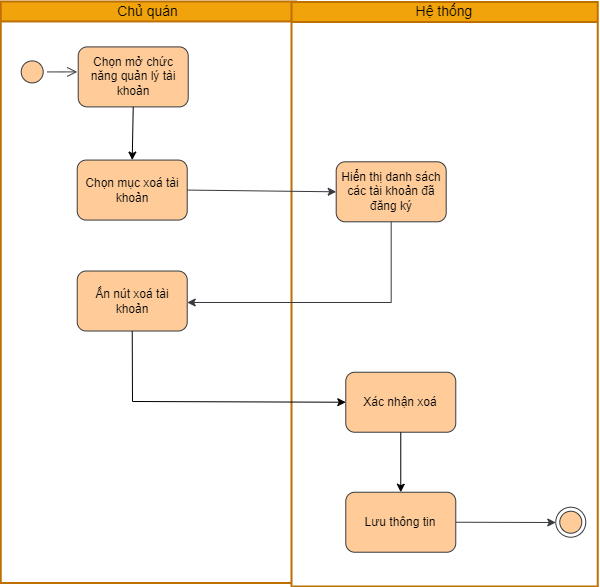 Chủ quán
Hệ thống
Chọn mở chức
năng quản lý tài
khoản
Chọn mục xoá tài
khoản
Hiển thị danh sách
các tài khoản đã
đăng ký
Ấn nút xoá tài
khoản
Xác nhận xoá
Lưu thông tin